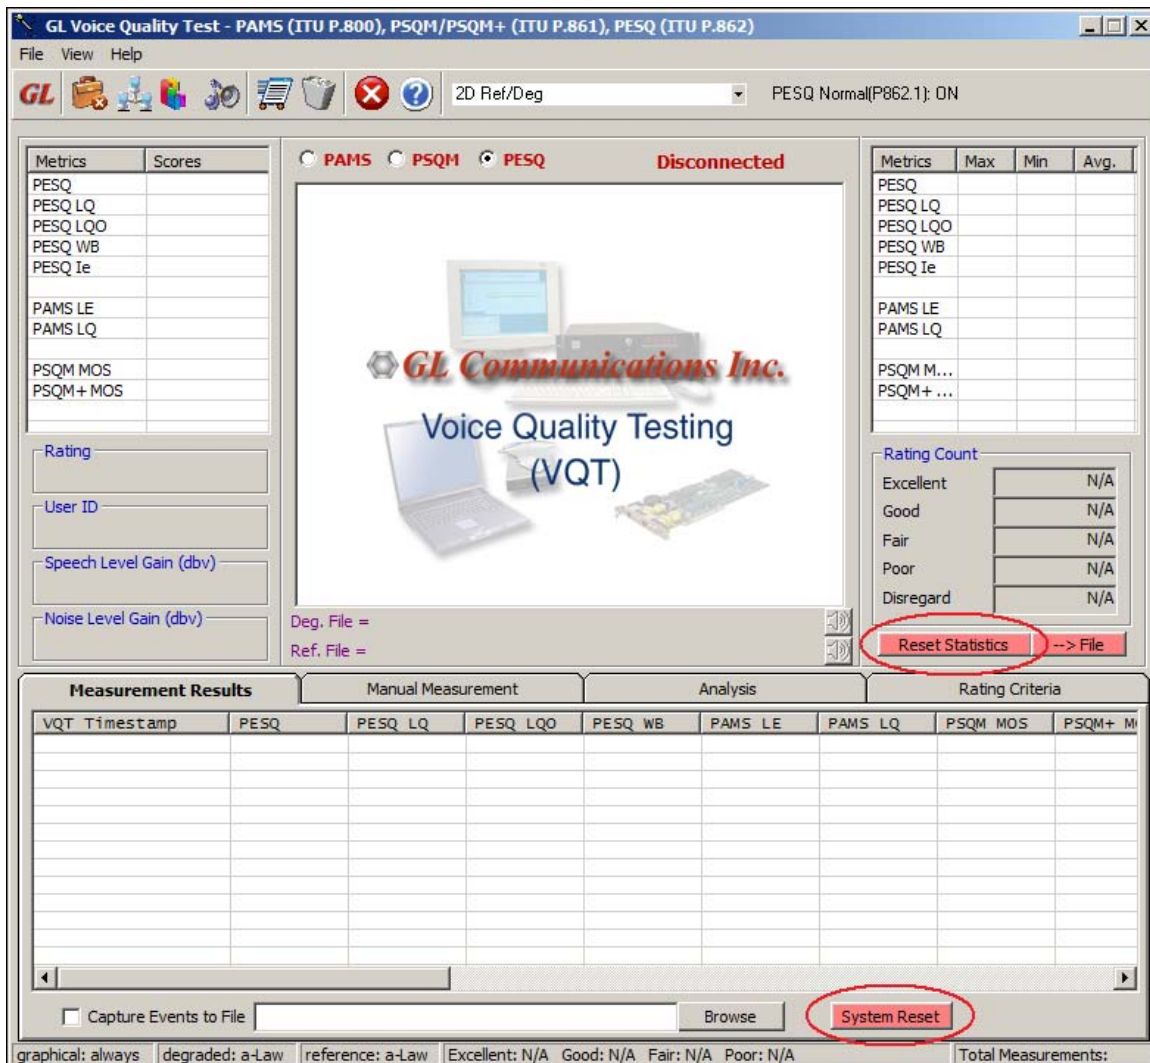 GL Voice Quality Test - PAMS (ITU P.800), PSQM/PSQM+ (ITU P.861), PESQ (ITU P.862)
File View Help
GL 2D Ref/Deg PESQ Normal(P862.1): ON
Metrics Scores
PESQ
PESQ LQ
PESQ LQO
PESQ WB
PESQ Ie
PAMS LE
PAMS LQ
PSQM MOS
PSQM+ MOS
Rating
User ID
Speech Level Gain (dbv)
Noise Level Gain (dbv)
PAMS PSQM PESQ Disconnected
GL Communications Inc.
Voice Quality Testing
(VQT)
Deg. File =
Ref. File =
Metrics Max Min Avg.
PESQ
PESQ LQ
PESQ LQO
PESQ WB
PESQ Ie
PAMS LE
PAMS LQ
PSQM M...
PSQM+ ...
Rating Count
Excellent N/A
Good N/A
Fair N/A
Poor N/A
Disregard N/A
Reset Statistics --> File
Measurement Results Manual Measurement Analysis Rating Criteria
VQT Timestamp PESQ PESQ LQ PESQ LQO PESQ WB PAMS LE PAMS LQ PSQM MOS PSQM+ M
Capture Events to File Browse System Reset
graphical: always degraded: a-Law reference: a-Law Excellent: N/A Good: N/A Fair: N/A Poor: N/A Total Measurements: